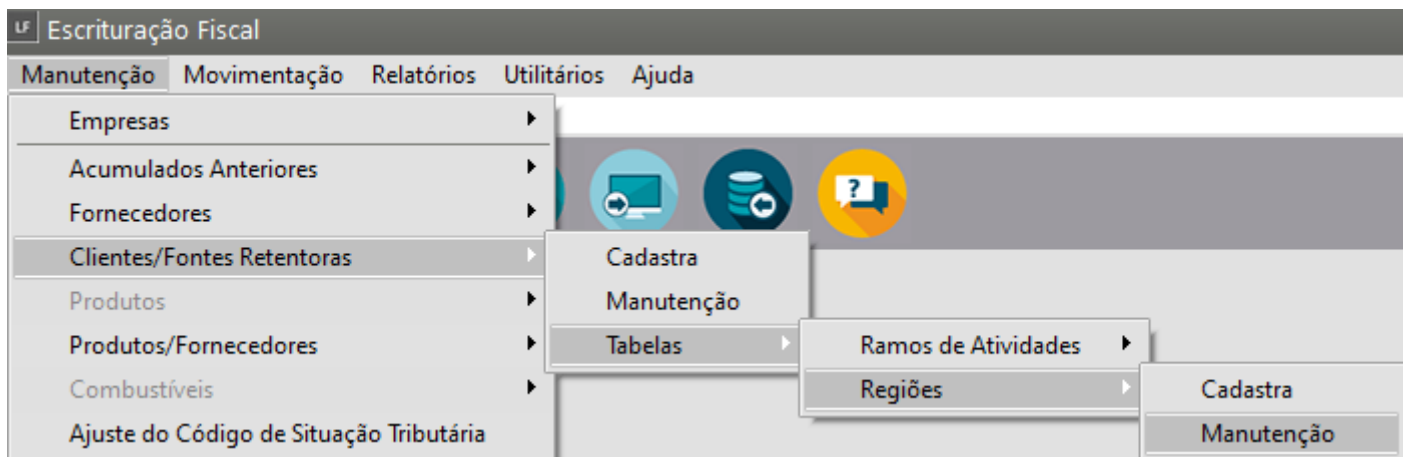 LF Escrituração Fiscal
Manutenção Movimentação Relatórios Utilitários Ajuda
Empresas
Acumulados Anteriores
Fornecedores
Clientes/Fontes Retentoras
Produtos
Produtos/Fornecedores
Combustíveis
Ajuste do Código de Situação Tributária
?
Cadastra
Manutenção
Tabelas
Ramos de Atividades
Regiões
Cadastra
Manutenção